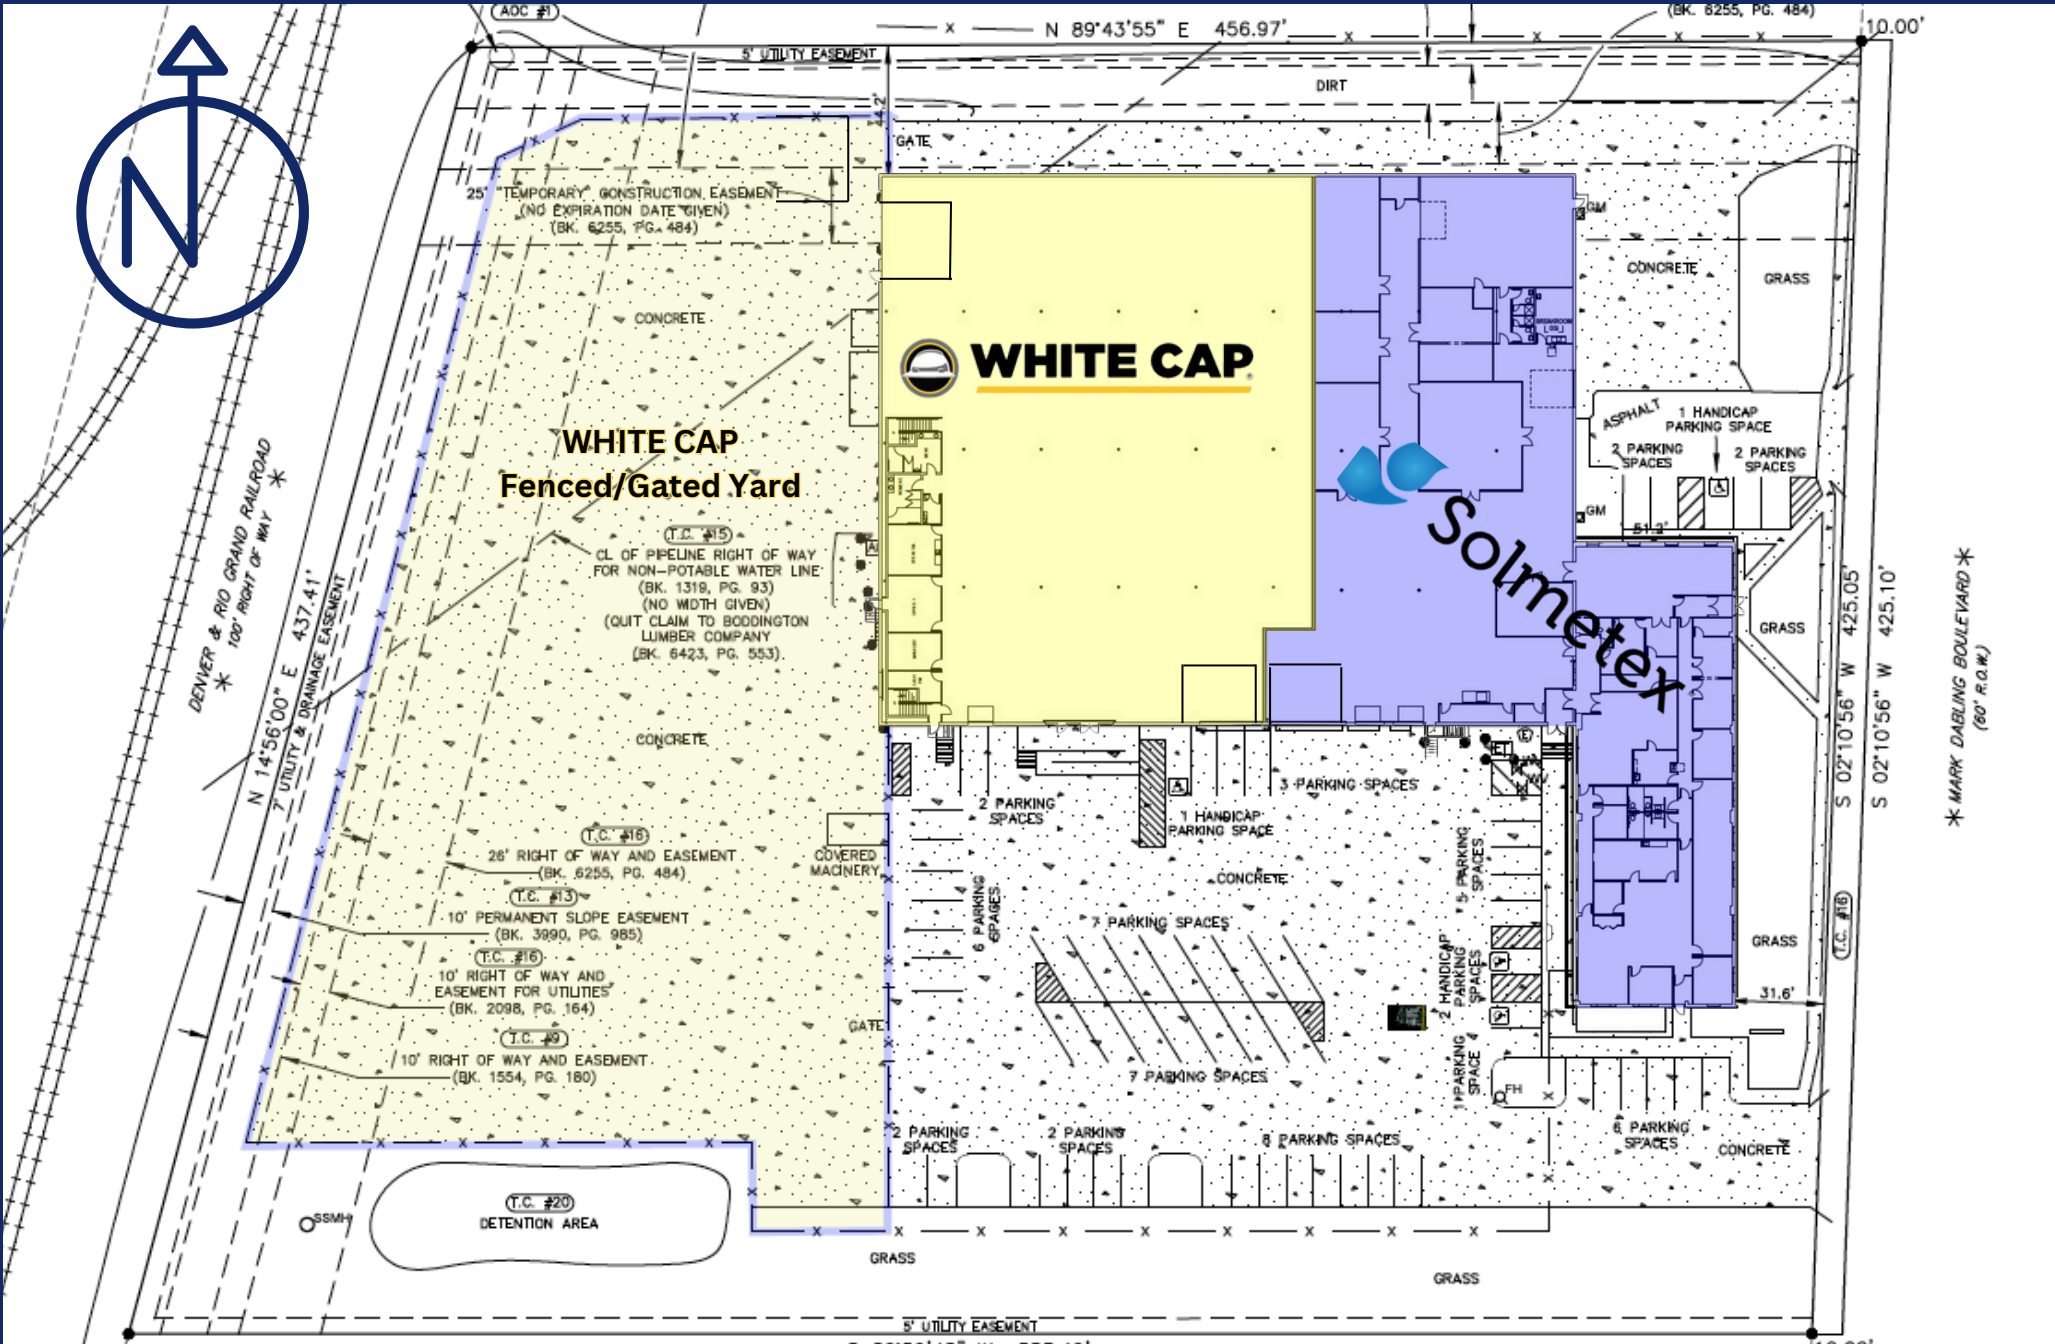 AOC #1
N 89°43'55" E 456.97'
(BK. 6255, PG. 484)
10.00'
5' UTILITY EASEMENT
DIRT
44.2'
GATE
N
25' "TEMPORARY" CONSTRUCTION EASEMENT
(NO EXPIRATION DATE GIVEN)
(BK. 6255, PG. 484)
GM
CONCRETE
GRASS
CONCRETE
BREAKROOM
WHITE CAP
ASPHALT
1 HANDICAP
PARKING SPACE
2 PARKING
SPACES
2 PARKING
SPACES
WHITE CAP
Fenced/Gated Yard
GM
51.2'
Solmetex
DENVER & RIO GRAND RAILROAD
100' RIGHT OF WAY
T.C. #15
CL OF PIPELINE RIGHT OF WAY
FOR NON-POTABLE WATER LINE
(BK. 1319, PG. 93)
(NO WIDTH GIVEN)
(QUIT CLAIM TO BODDINGTON
LUMBER COMPANY
(BK. 6423, PG. 553)
GRASS
S 02°10'56" W 425.05'
S 02°10'56" W 425.10'
MARK DABLING BOULEVARD
(60' R.O.W.)
N 14°56'00" E 437.41'
7' UTILITY & DRAINAGE EASEMENT
CONCRETE
3 PARKING SPACES
2 PARKING
SPACES
1 HANDICAP
PARKING SPACE
COVERED
MACINERY
T.C. #16
26' RIGHT OF WAY AND EASEMENT
(BK. 6255, PG. 484)
T.C. #13
10' PERMANENT SLOPE EASEMENT
(BK. 3990, PG. 985)
T.C. #16
10' RIGHT OF WAY AND
EASEMENT FOR UTILITIES
(BK. 2098, PG. 164)
CONCRETE
5 PARKING
SPACES
6 PARKING
SPACES
7 PARKING SPACES
2 HANDICAP
PARKING
SPACES
T.C. #16
GRASS
31.6'
GATE
T.C. #9
10' RIGHT OF WAY AND EASEMENT
(BK. 1554, PG. 180)
7 PARKING SPACES
1 PARKING
SPACE
FH
2 PARKING
SPACES
2 PARKING
SPACES
8 PARKING SPACES
6 PARKING
SPACES
CONCRETE
SSMH
T.C. #20
DETENTION AREA
GRASS
GRASS
5' UTILITY EASEMENT